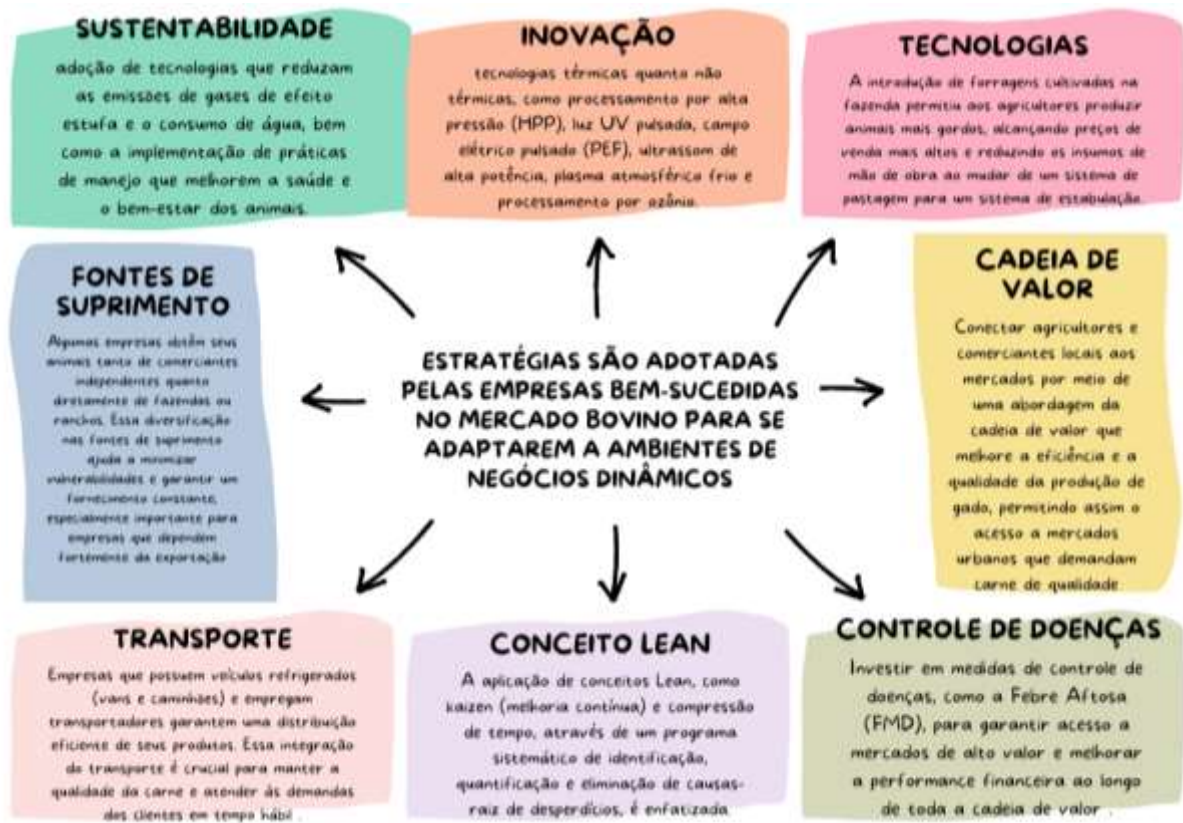 SUSTENTABILIDADE
adoção de tecnologias que reduzam
as emissões de gases de efeito
estufa e o consumo de água, bem
como a implementação de práticas
de manejo que melhorem a saúde e
o bem-estar dos animais.
INOVAÇÃO
tecnologias térmicas quanto não
térmicas, como processamento por alta
pressão (HPP), luz UV pulsada, campo
elétrico pulsado (PEF), ultrassom de
alta potência, plasma atmosférico frio e
processamento por ozônio.
TECNOLOGIAS
A introdução de forragens cultivadas na
fazenda permitiu aos agricultores produzir
animais mais gordos, alcançando preços de
venda mais altos e reduzindo os insumos de
mão de obra ao mudar de um sistema de
pastagem para um sistema de estabulação.
FONTES DE
SUPRIMENTO
Algumas empresas obtêm seus
animais tanto de comerciantes
independentes quanto
diretamente de fazendas ou
ranchos. Essa diversificação
nas fontes de suprimento
ajuda a minimizar
vulnerabilidades e garantir um
fornecimento constante,
especialmente importante para
empresas que dependem
fortemente da exportação
ESTRATÉGIAS SÃO ADOTADAS
PELAS EMPRESAS BEM-SUCEDIDAS
NO MERCADO BOVINO PARA SE
ADAPTAREM A AMBIENTES DE
NEGÓCIOS DINÂMICOS
CADEIA DE
VALOR
Conectar agricultores e
comerciantes locais aos
mercados por meio de
uma abordagem da
cadeia de valor que
melhore a eficiência e a
qualidade da produção de
gado, permitindo assim o
acesso a mercados
urbanos que demandam
carne de qualidade.
TRANSPORTE
Empresas que possuem veículos refrigerados
(vans e caminhões) e empregam
transportadores garantem uma distribuição
eficiente de seus produtos. Essa integração
do transporte é crucial para manter a
qualidade da carne e atender às demandas
dos clientes em tempo hábil .
CONCEITO LEAN
A aplicação de conceitos Lean, como
kaizen (melhoria contínua) e compressão
de tempo, através de um programa
sistemático de identificação,
quantificação e eliminação de causas-
raiz de desperdícios, é enfatizada.
CONTROLE DE DOENÇAS
Investir em medidas de controle de
doenças, como a Febre Aftosa
(FMD), para garantir acesso a
mercados de alto valor e melhorar
a performance financeira ao longo
de toda a cadeia de valor .